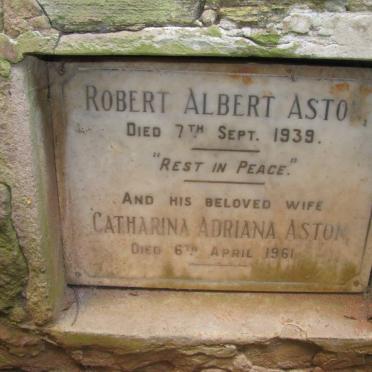 ROBERT ALBERT ASTON,
DIED 7TH SEPT. 1939.
"REST IN PEACE."
AND HIS BELOVED WIFE
CATHARINA ADRIANA ASTON,
DIED 6TH APRIL 1961